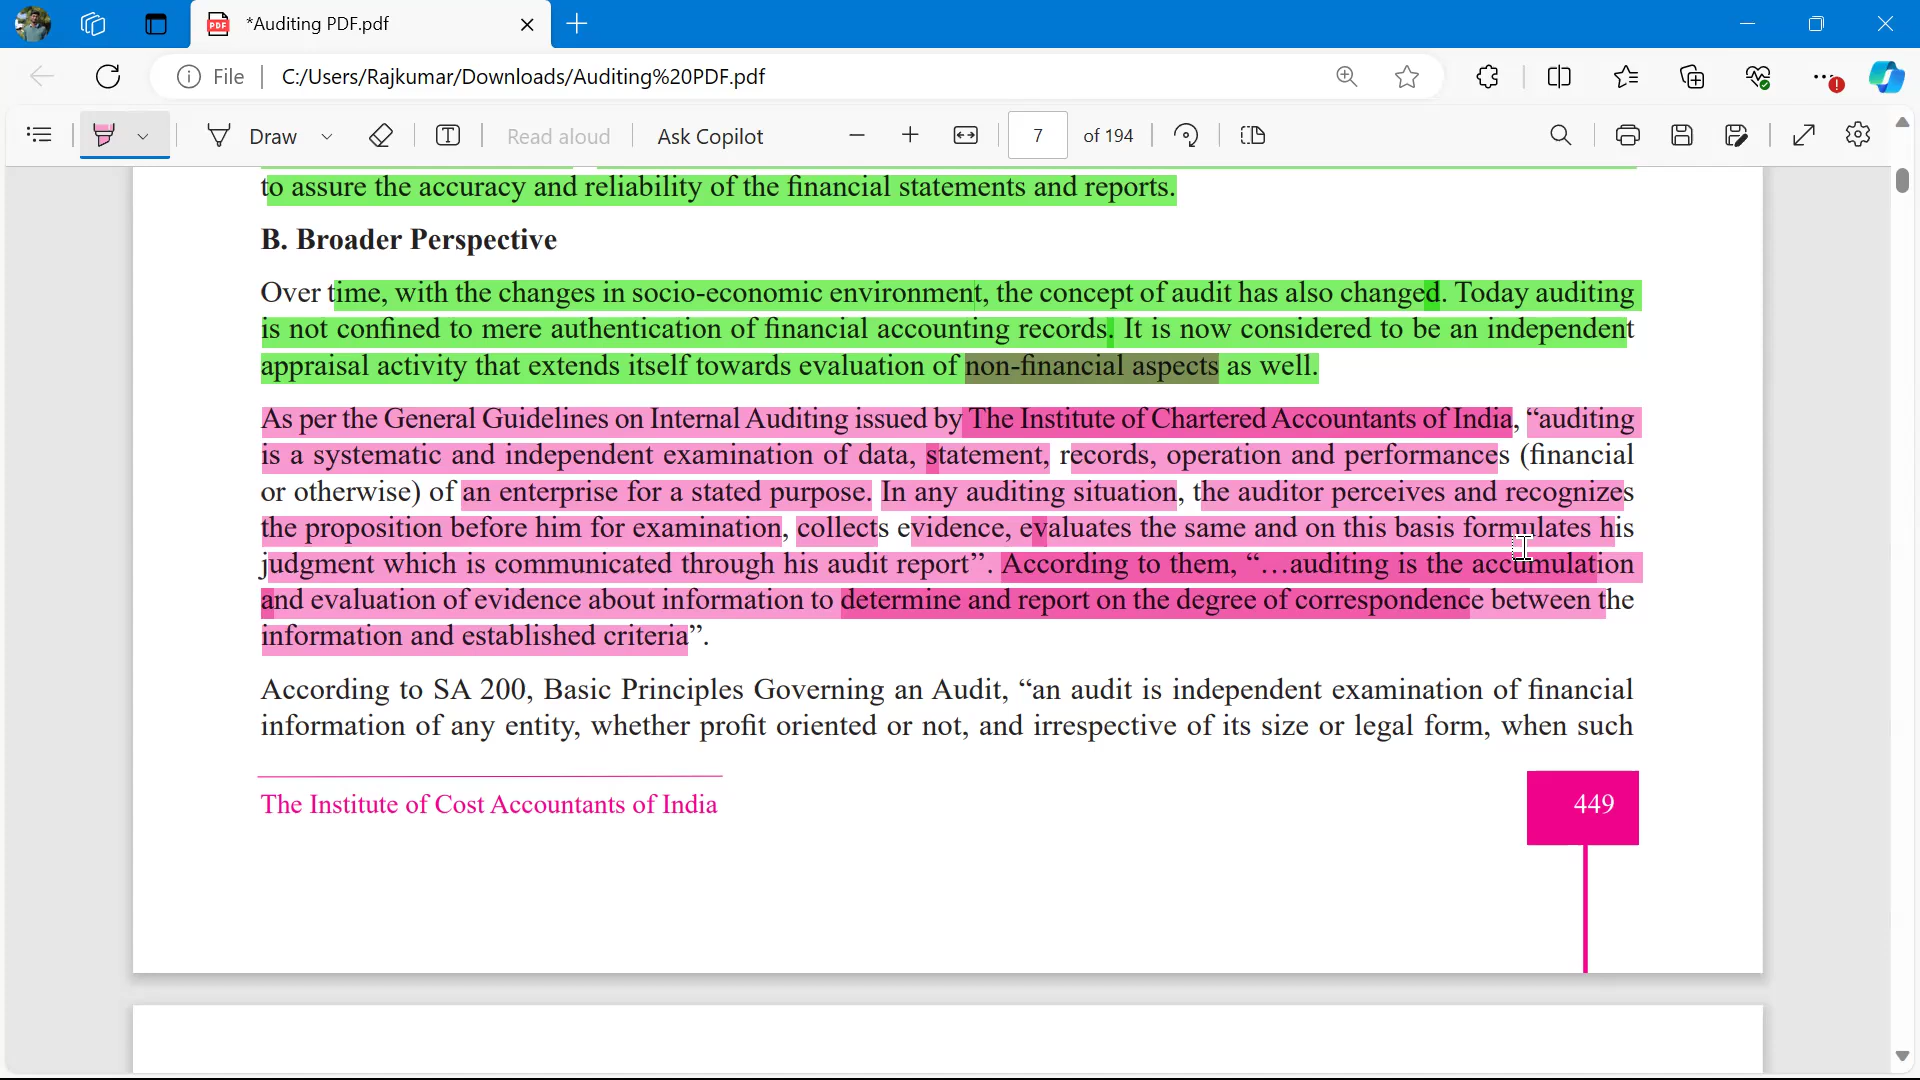 *Auditing PDF.pdf
File
C:/Users/Rajkumar/Downloads/Auditing%20PDF.pdf
Draw
Read aloud
Ask Copilot
7 of 194
to assure the accuracy and reliability of the financial statements and reports.
B. Broader Perspective
Over time, with the changes in socio-economic environment, the concept of audit has also changed. Today auditing
is not confined to mere authentication of financial accounting records. It is now considered to be an independent
appraisal activity that extends itself towards evaluation of non-financial aspects as well.
As per the General Guidelines on Internal Auditing issued by The Institute of Chartered Accountants of India, “auditing
is a systematic and independent examination of data, statement, records, operation and performances (financial
or otherwise) of an enterprise for a stated purpose. In any auditing situation, the auditor perceives and recognizes
the proposition before him for examination, collects evidence, evaluates the same and on this basis formulates his
judgment which is communicated through his audit report”. According to them, “…auditing is the accumulation
and evaluation of evidence about information to determine and report on the degree of correspondence between the
information and established criteria”.
According to SA 200, Basic Principles Governing an Audit, “an audit is independent examination of financial
information of any entity, whether profit oriented or not, and irrespective of its size or legal form, when such
The Institute of Cost Accountants of India
449